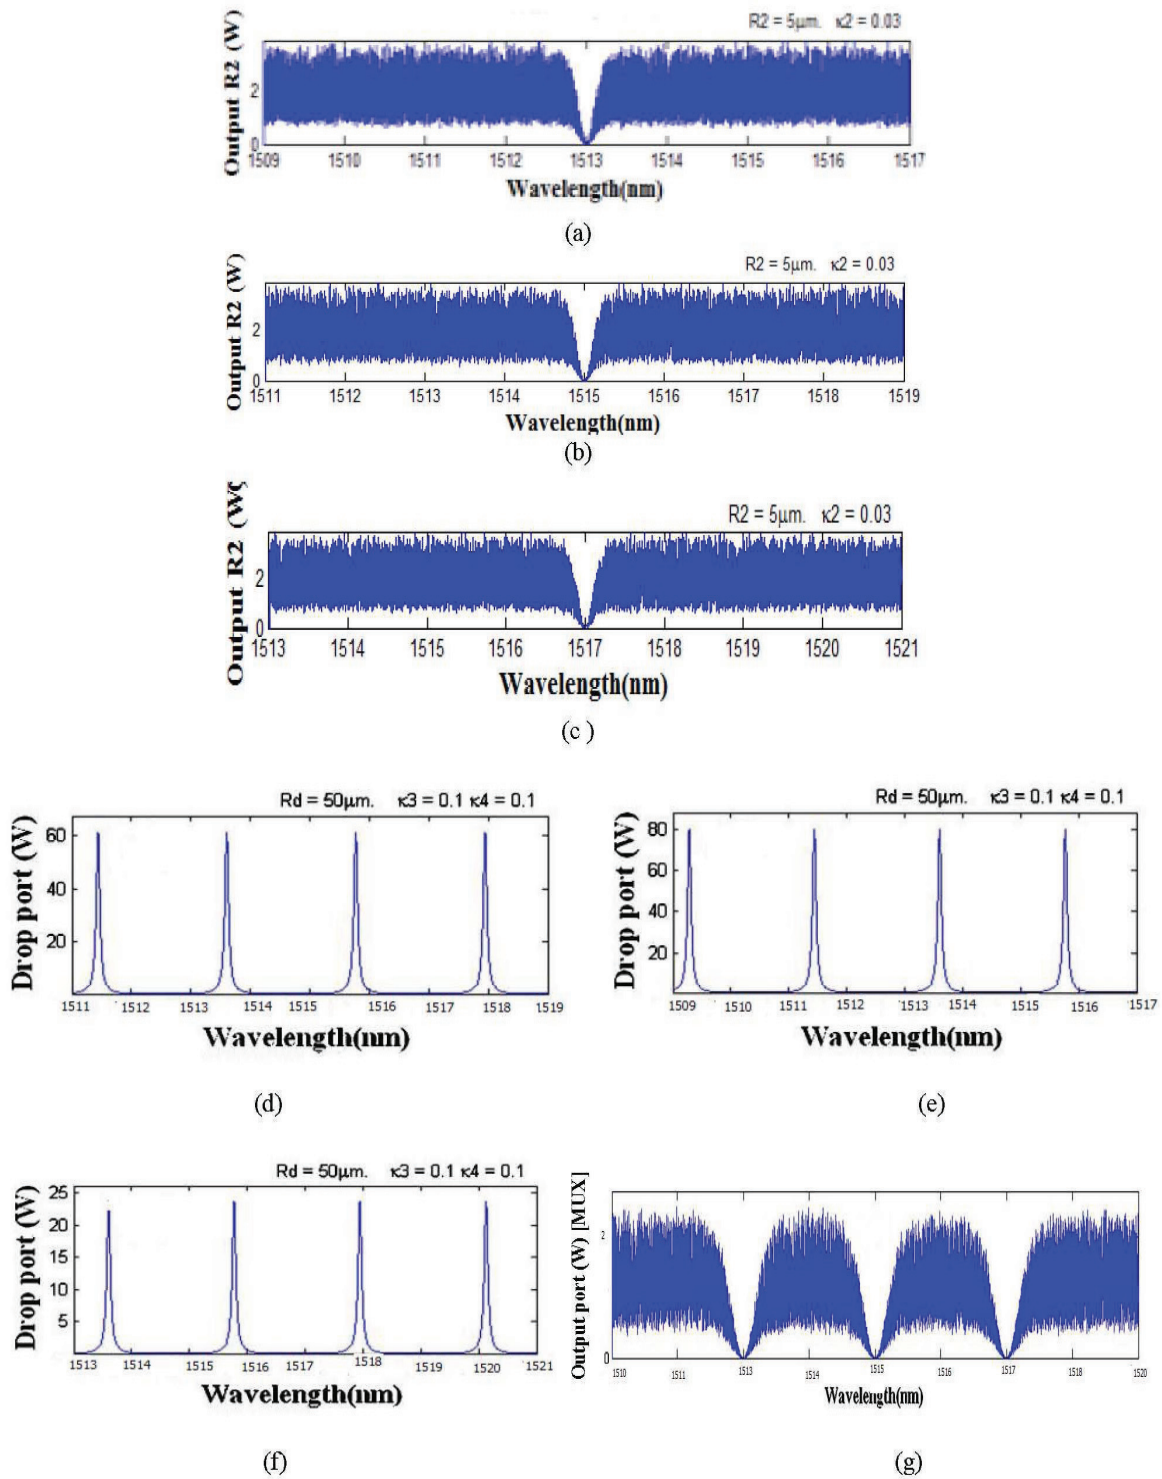 R2 = 5μm. κ2 = 0.03
Output R2 (W)
2
0
1509 1510 1511 1512 1513 1514 1515 1516 1517
Wavelength(nm)
(a)
R2 = 5μm. κ2 = 0.03
Output R2 (W)
2
0
1511 1512 1513 1514 1515 1516 1517 1518 1519
Wavelength(nm)
(b)
R2 = 5μm. κ2 = 0.03
Output R2 (W
2
0
1513 1514 1515 1516 1517 1518 1519 1520 1521
Wavelength(nm)
(c )
Rd = 50μm. κ3 = 0.1 κ4 = 0.1
Drop port (W)
60
40
20
1511 1512 1513 1514 1515 1516 1517 1518 1519
Wavelength(nm)
(d)
Rd = 50μm. κ3 = 0.1 κ4 = 0.1
Drop port (W)
80
60
40
20
1509 1510 1511 1512 1513 1514 1515 1516 1517
Wavelength(nm)
(e)
Rd = 50μm. κ3 = 0.1 κ4 = 0.1
Drop port (W)
25
20
15
10
5
1513 1514 1515 1516 1517 1518 1519 1520 1521
Wavelength(nm)
(f)
Output port (W) [MUX]
2
0
1510 1511 1513 1514 1515 1516 1517 1518 1520
Wavelength(nm)
(g)